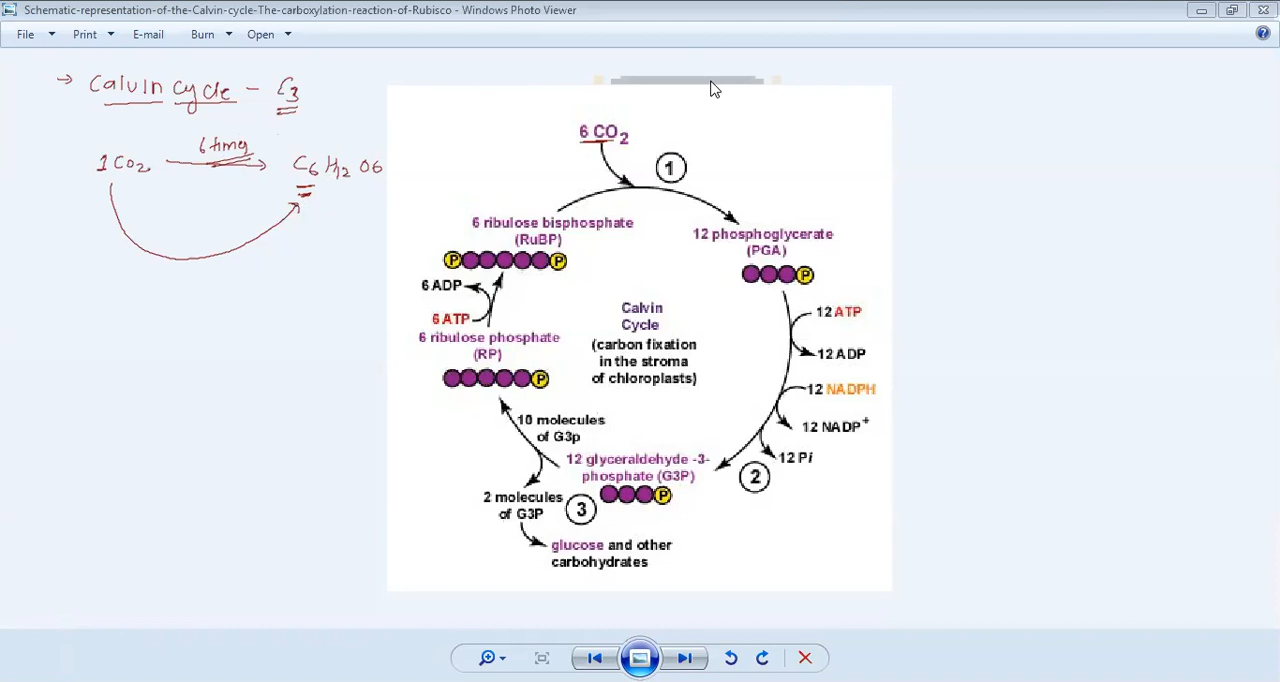 Schematic-representation-of-the-Calvin-cycle-The-carboxylation-reaction-of-Rubisco - Windows Photo Viewer
File Print E-mail Burn Open
→ Calvin cycle - C3
1CO2 6 times C6 H12 O6
6 CO2
1
6 ribulose bisphosphate
(RuBP)
P P
12 phosphoglycerate
(PGA)
P
6 ADP
6 ATP
Calvin
Cycle
(carbon fixation
in the stroma
of chloroplasts)
12 ATP
12 ADP
12 NADPH
12 NADP+
12 Pi
2
6 ribulose phosphate
(RP)
P
10 molecules
of G3p
12 glyceraldehyde -3-
phosphate (G3P)
P
3
2 molecules
of G3P
glucose and other
carbohydrates